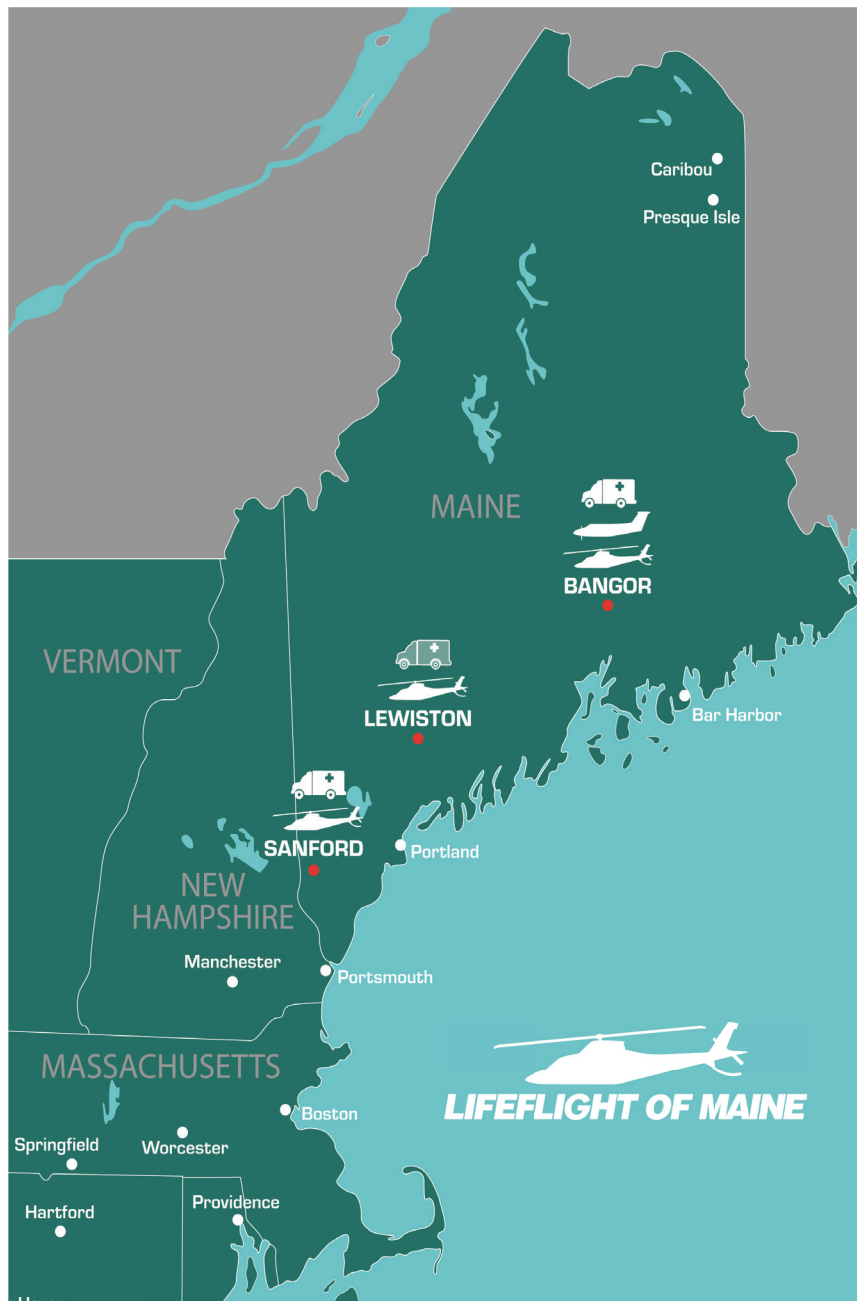 Caribou
Presque Isle
MAINE
BANGOR
VERMONT
LEWISTON
Bar Harbor
SANFORD
Portland
NEW
HAMPSHIRE
Manchester
Portsmouth
MASSACHUSETTS
LIFEFLIGHT OF MAINE
Boston
Springfield
Worcester
Hartford
Providence